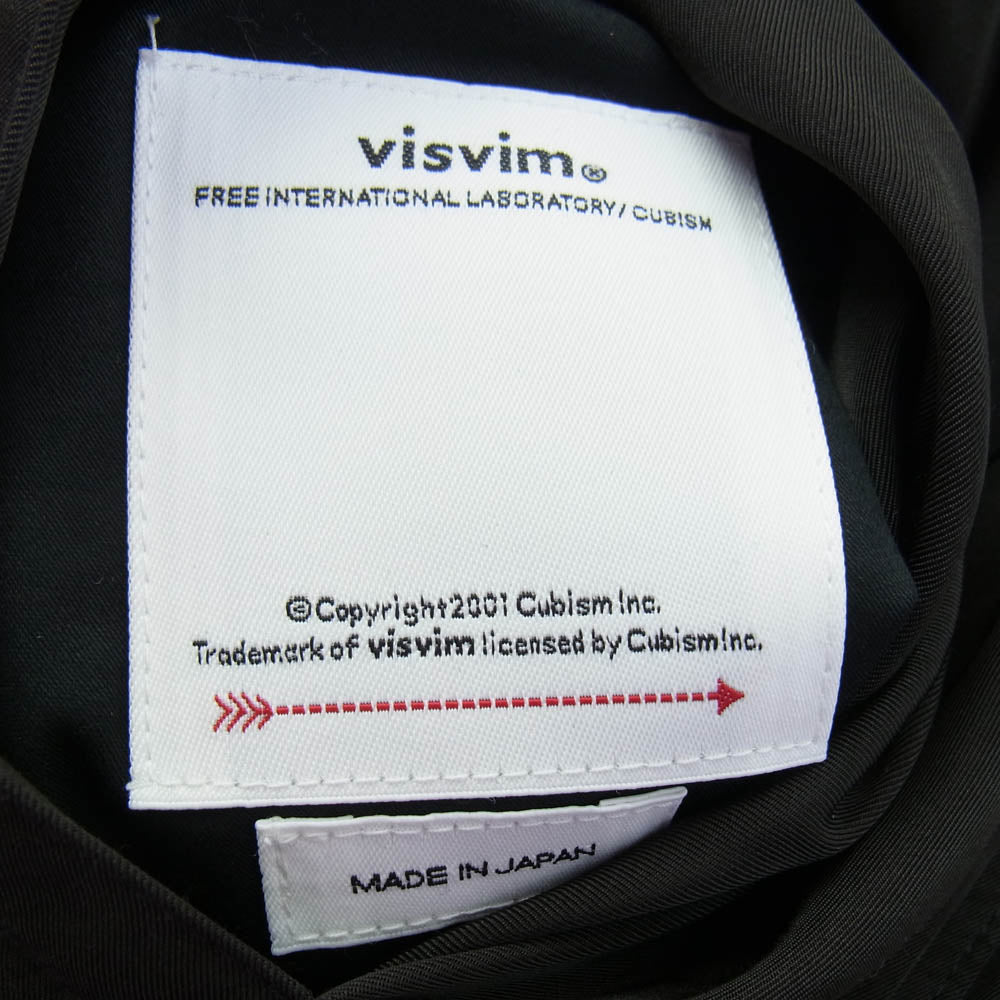 visvim®
FREE INTERNATIONAL LABORATORY/ CUBISM
©Copyright2001 Cubism Inc.
Trademark of visvim licensed by Cubism Inc.
MADE IN JAPAN